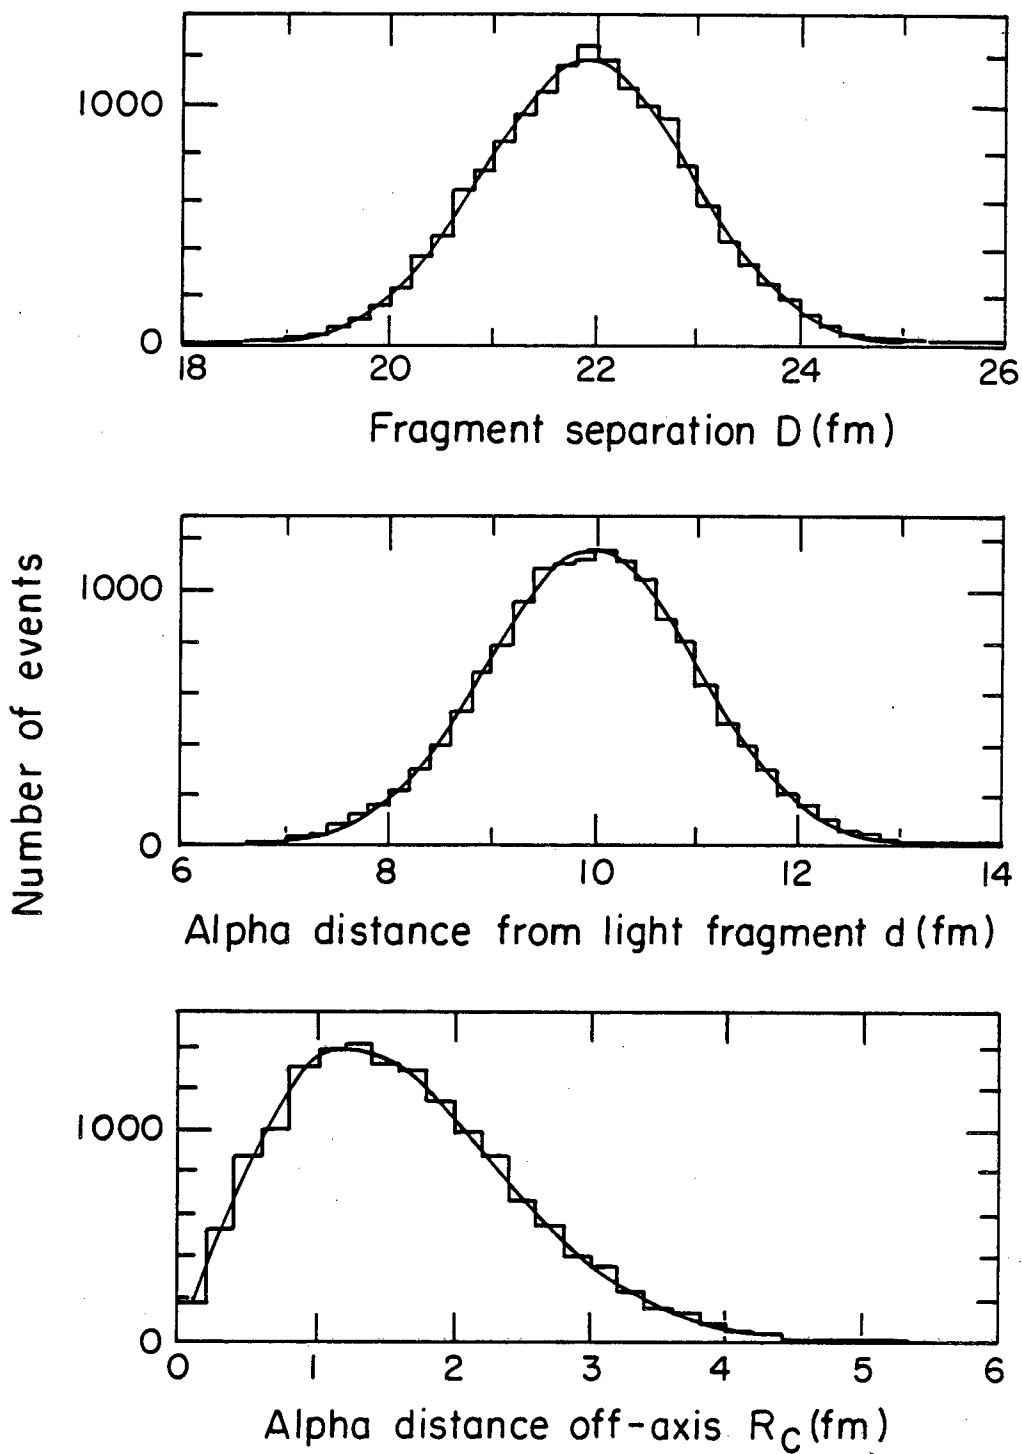 1000
0
18 20 22 24 26
Fragment separation D (fm)
Number of events
1000
0
6 8 10 12 14
Alpha distance from light fragment d (fm)
1000
0
0 1 2 3 4 5 6
Alpha distance off-axis R_C (fm)